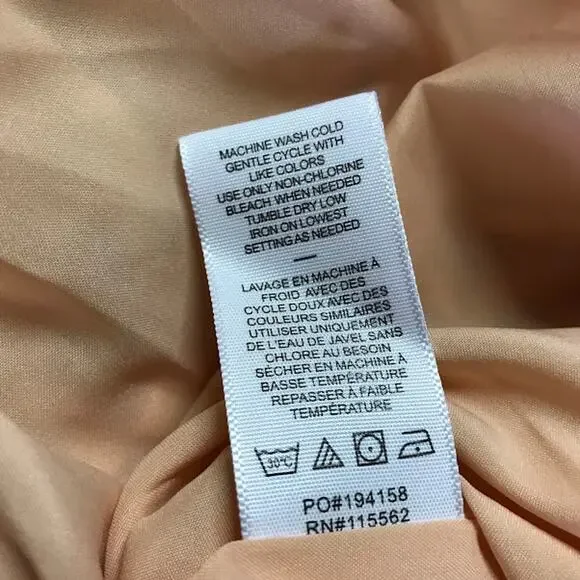 MACHINE WASH COLD
GENTLE CYCLE WITH
LIKE COLORS
USE ONLY NON-CHLORINE
BLEACH WHEN NEEDED
TUMBLE DRY LOW
IRON ON LOWEST
SETTING AS NEEDED
—
LAVAGE EN MACHINE À
FROID AVEC DES
CYCLE DOUX AVEC DES
COULEURS SIMILAIRES
UTILISER UNIQUEMENT
DE L'EAU DE JAVEL SANS
CHLORE AU BESOIN
SÉCHER EN MACHINE À
BASSE TEMPÉRATURE
REPASSER À FAIBLE
TEMPÉRATURE
30°C
PO#194158
RN#115562